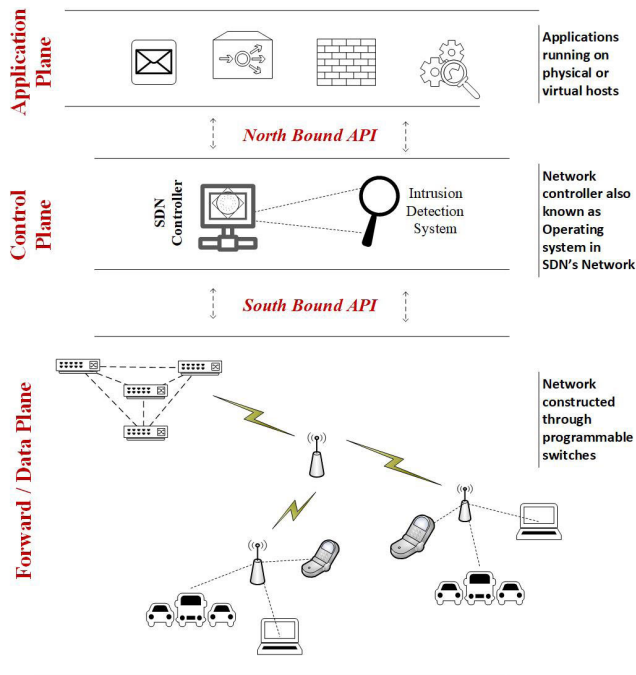 Application
Plane
Applications
running on
physical or
virtual hosts
North Bound API
Control
Plane
SDN
Controller
Intrusion
Detection
System
Network
controller also
known as
Operating
system in
SDN's Network
South Bound API
Forward / Data Plane
Network
constructed
through
programmable
switches